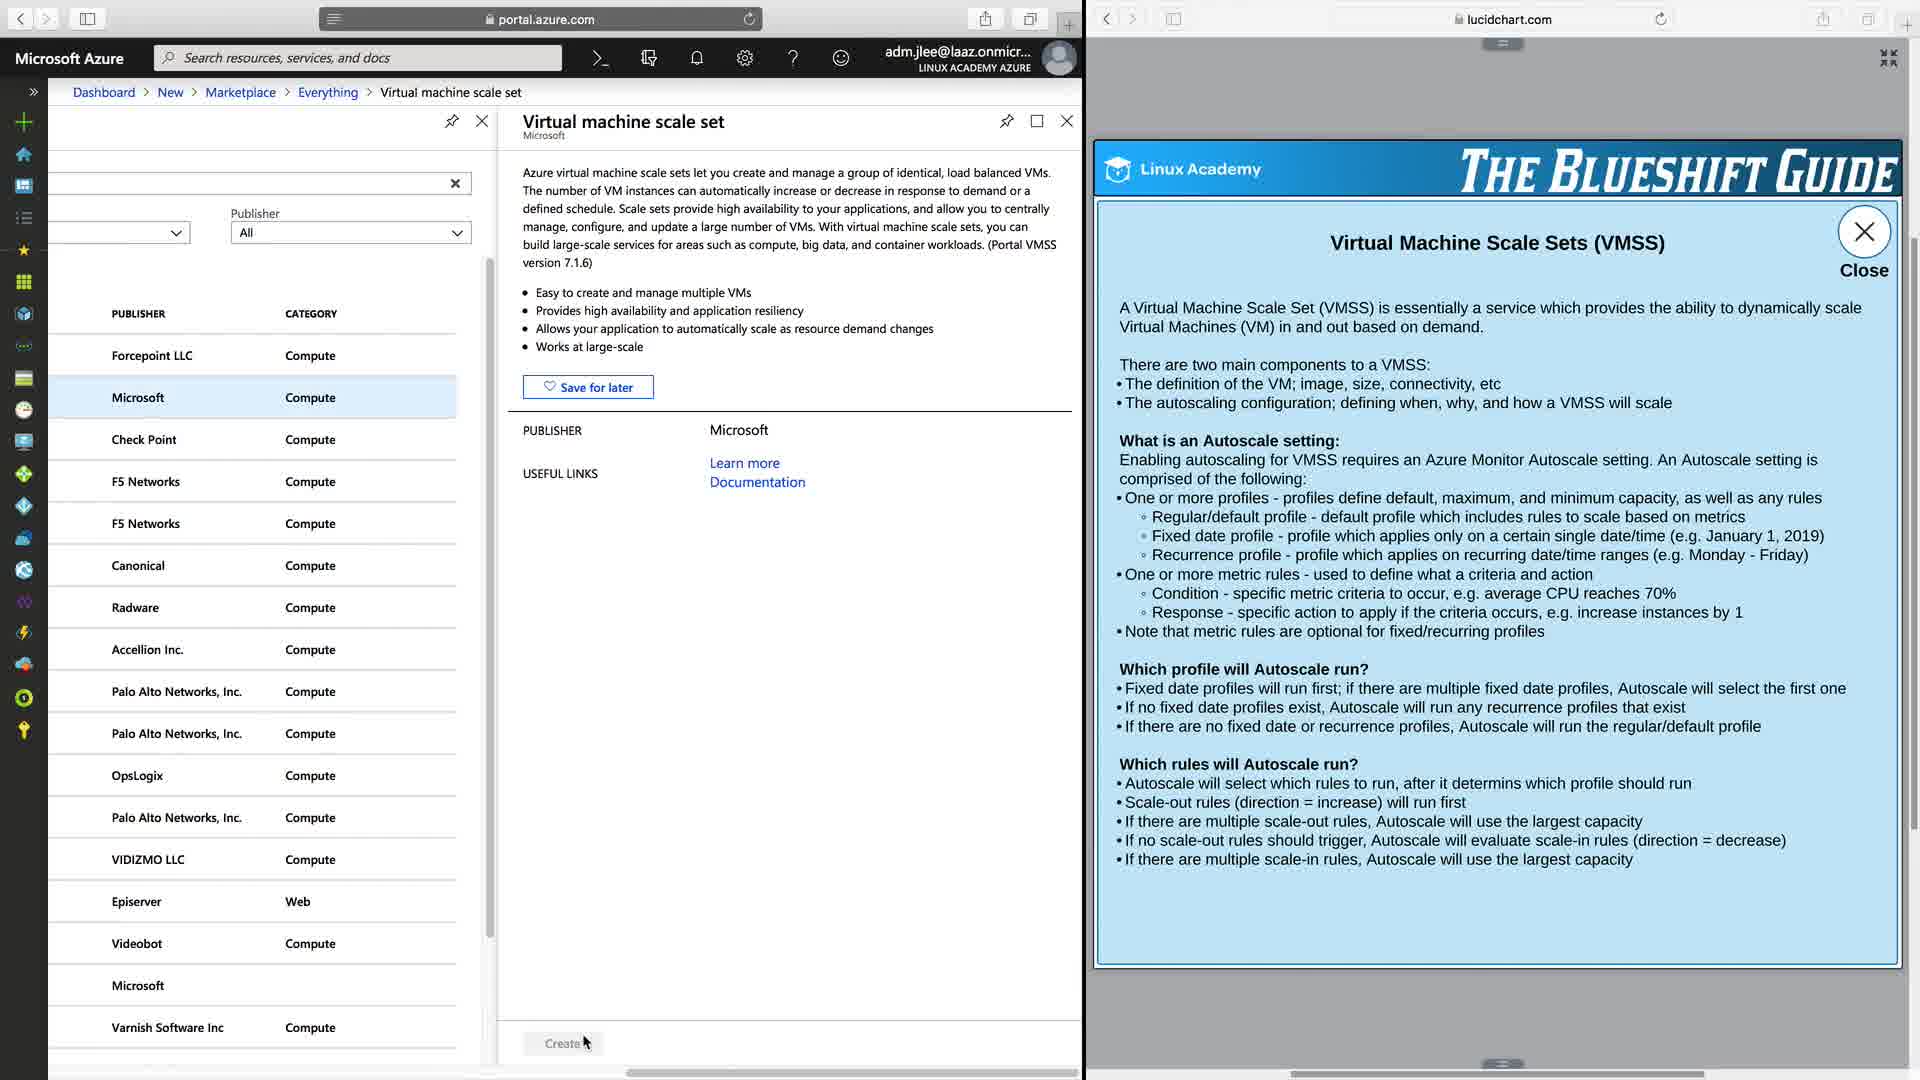 portal.azure.com
lucidchart.com
Microsoft Azure
Search resources, services, and docs
adm.jlee@laaz.onmicr...
LINUX ACADEMY AZURE
Dashboard > New > Marketplace > Everything > Virtual machine scale set
Publisher
All
PUBLISHER CATEGORY
Forcepoint LLC Compute
Microsoft Compute
Check Point Compute
F5 Networks Compute
F5 Networks Compute
Canonical Compute
Radware Compute
Accellion Inc. Compute
Palo Alto Networks, Inc. Compute
Palo Alto Networks, Inc. Compute
OpsLogix Compute
Palo Alto Networks, Inc. Compute
VIDIZMO LLC Compute
Episerver Web
Videobot Compute
Microsoft
Varnish Software Inc Compute
Virtual machine scale set
Microsoft
Azure virtual machine scale sets let you create and manage a group of identical, load balanced VMs.
The number of VM instances can automatically increase or decrease in response to demand or a
defined schedule. Scale sets provide high availability to your applications, and allow you to centrally
manage, configure, and update a large number of VMs. With virtual machine scale sets, you can
build large-scale services for areas such as compute, big data, and container workloads. (Portal VMSS
version 7.1.6)
• Easy to create and manage multiple VMs
• Provides high availability and application resiliency
• Allows your application to automatically scale as resource demand changes
• Works at large-scale
Save for later
PUBLISHER Microsoft
USEFUL LINKS Learn more
Documentation
Create
Linux Academy
THE BLUESHIFT GUIDE
Virtual Machine Scale Sets (VMSS)
Close
A Virtual Machine Scale Set (VMSS) is essentially a service which provides the ability to dynamically scale
Virtual Machines (VM) in and out based on demand.
There are two main components to a VMSS:
• The definition of the VM; image, size, connectivity, etc
• The autoscaling configuration; defining when, why, and how a VMSS will scale
What is an Autoscale setting:
Enabling autoscaling for VMSS requires an Azure Monitor Autoscale setting. An Autoscale setting is
comprised of the following:
• One or more profiles - profiles define default, maximum, and minimum capacity, as well as any rules
◦ Regular/default profile - default profile which includes rules to scale based on metrics
◦ Fixed date profile - profile which applies only on a certain single date/time (e.g. January 1, 2019)
◦ Recurrence profile - profile which applies on recurring date/time ranges (e.g. Monday - Friday)
• One or more metric rules - used to define what a criteria and action
◦ Condition - specific metric criteria to occur, e.g. average CPU reaches 70%
◦ Response - specific action to apply if the criteria occurs, e.g. increase instances by 1
• Note that metric rules are optional for fixed/recurring profiles
Which profile will Autoscale run?
• Fixed date profiles will run first; if there are multiple fixed date profiles, Autoscale will select the first one
• If no fixed date profiles exist, Autoscale will run any recurrence profiles that exist
• If there are no fixed date or recurrence profiles, Autoscale will run the regular/default profile
Which rules will Autoscale run?
• Autoscale will select which rules to run, after it determins which profile should run
• Scale-out rules (direction = increase) will run first
• If there are multiple scale-out rules, Autoscale will use the largest capacity
• If no scale-out rules should trigger, Autoscale will evaluate scale-in rules (direction = decrease)
• If there are multiple scale-in rules, Autoscale will use the largest capacity